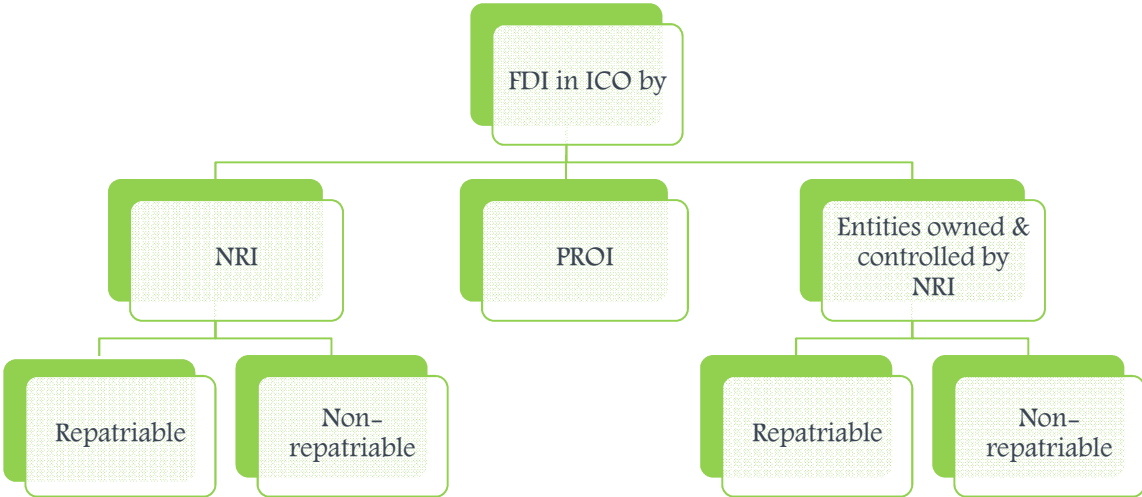 FDI in ICO by
NRI
PROI
Entities owned &
controlled by
NRI
Repatriable
Non-
repatriable
Repatriable
Non-
repatriable